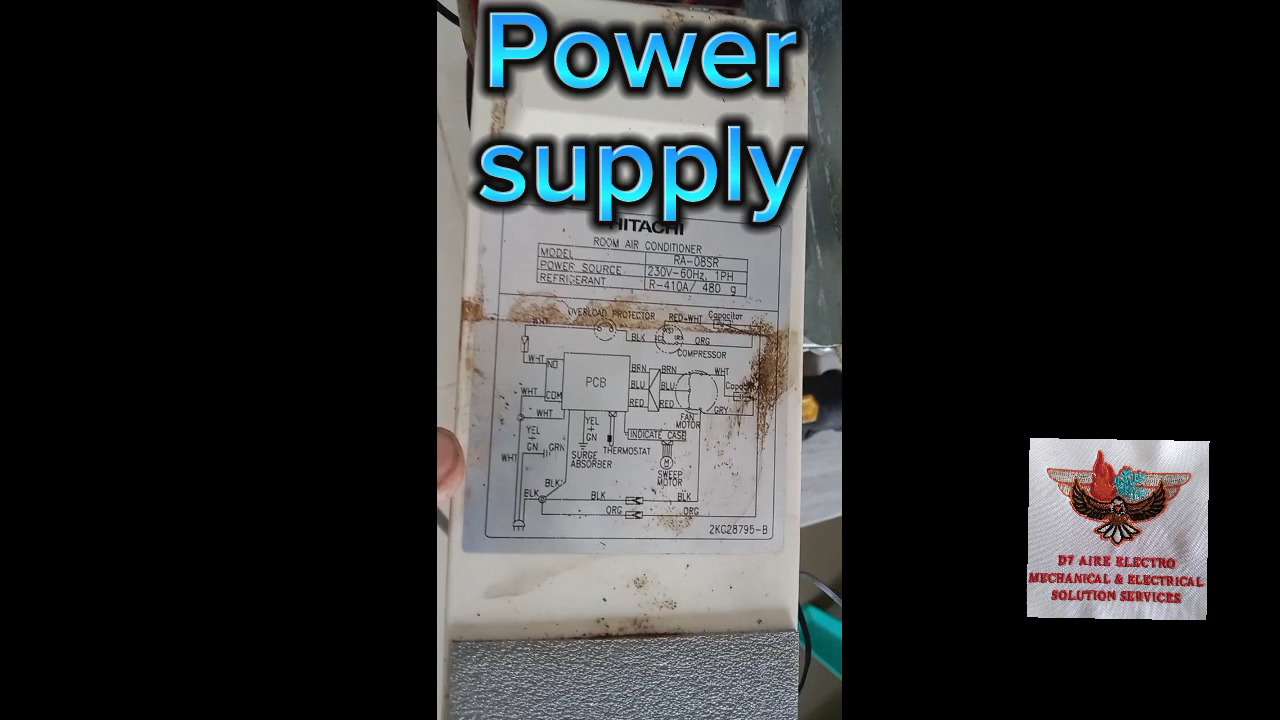 Power
supply
HITACHI
ROOM AIR CONDITIONER
MODEL RA-08SR
POWER SOURCE 230V-60Hz, 1PH
REFRIGERANT R-410A/ 480 g
OVERLOAD PROTECTOR RED-WHT Capacitor
WHT
BLK ORG
COMPRESSOR
WHT NO
PCB
BRN BRN WHT
BLU BLU Capacitor
WHT COM
RED RED GRY
WHT
FAN
MOTOR
YEL
GN
YEL
GN
INDICATE CASE
GRN
THERMOSTAT
SURGE
ABSORBER
WHT
SWEEP
MOTOR
M
BLK
BLK BLK BLK
ORG ORG
2KC28795-B
D7 AIRE ELECTRO
MECHANICAL & ELECTRICAL
SOLUTION SERVICES